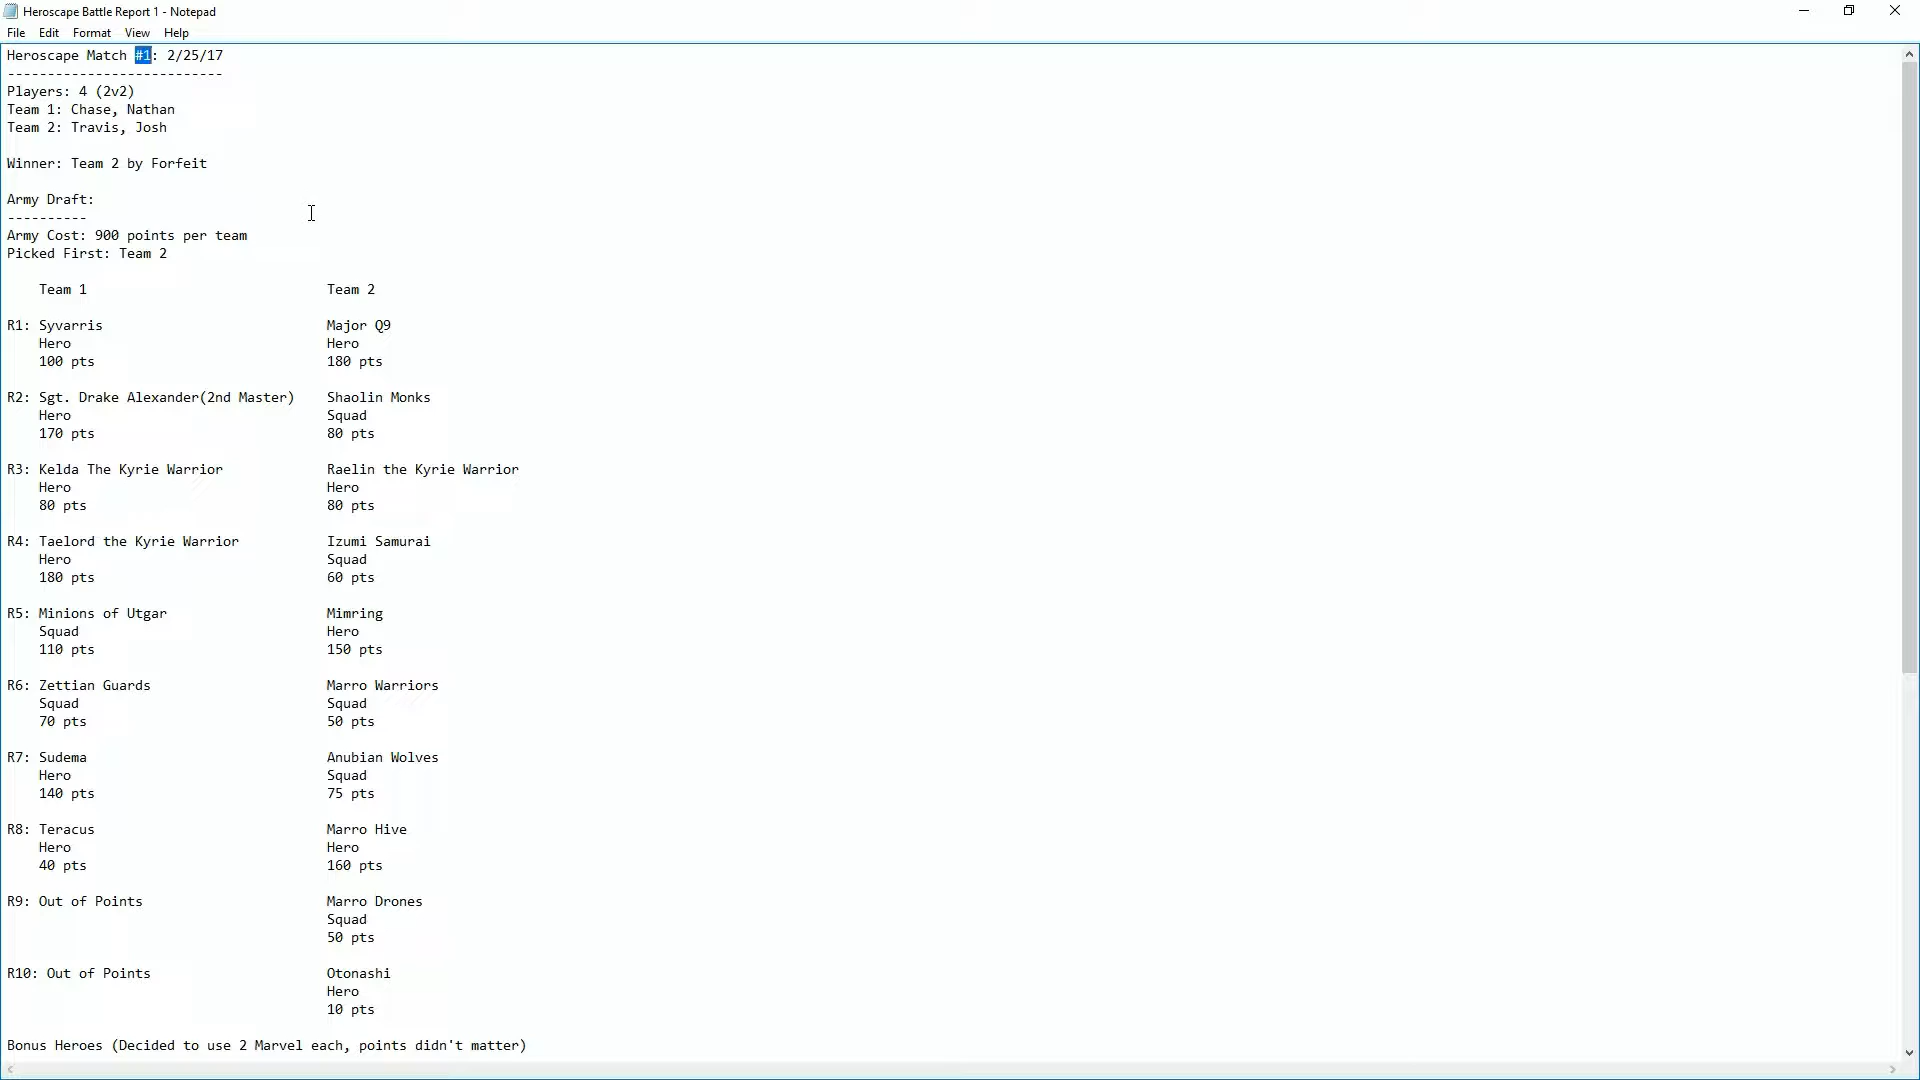 Heroscape Battle Report 1 - Notepad
File Edit Format View Help
Heroscape Match #1: 2/25/17
---------------------------
Players: 4 (2v2)
Team 1: Chase, Nathan
Team 2: Travis, Josh
Winner: Team 2 by Forfeit
Army Draft:
----------
Army Cost: 900 points per team
Picked First: Team 2
Team 1 Team 2
R1: Syvarris Major Q9
Hero Hero
100 pts 180 pts
R2: Sgt. Drake Alexander(2nd Master) Shaolin Monks
Hero Squad
170 pts 80 pts
R3: Kelda The Kyrie Warrior Raelin the Kyrie Warrior
Hero Hero
80 pts 80 pts
R4: Taelord the Kyrie Warrior Izumi Samurai
Hero Squad
180 pts 60 pts
R5: Minions of Utgar Mimring
Squad Hero
110 pts 150 pts
R6: Zettian Guards Marro Warriors
Squad Squad
70 pts 50 pts
R7: Sudema Anubian Wolves
Hero Squad
140 pts 75 pts
R8: Teracus Marro Hive
Hero Hero
40 pts 160 pts
R9: Out of Points Marro Drones
Squad
50 pts
R10: Out of Points Otonashi
Hero
10 pts
Bonus Heroes (Decided to use 2 Marvel each, points didn't matter)